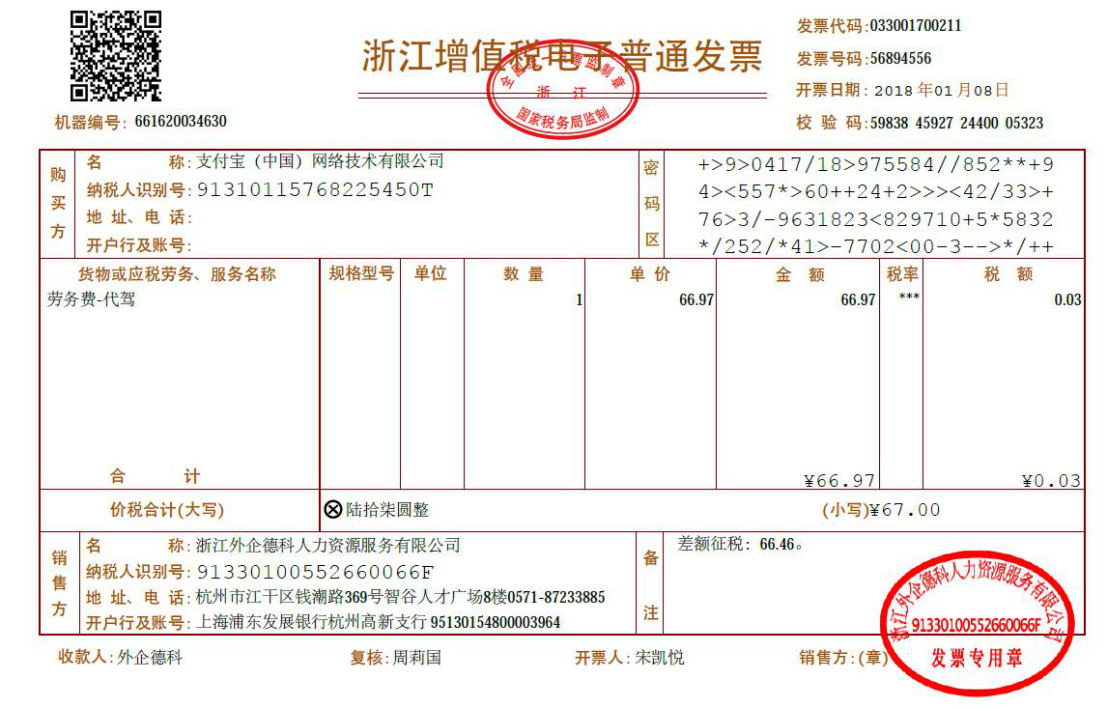 发票代码:033001700211
浙江增值税电子普通发票
发票号码:56894556
开票日期: 2018 年01 月08日
机器编号: 661620034630
校 验 码:59838 45927 24400 05323
全国统一发票监制章
浙 江
国家税务局监制
购买方
名 称:支付宝（中国）网络技术有限公司
纳税人识别号:91310115768225450T
地 址、电 话:
开户行及账号:
密码区
+>9>0417/18>975584//852**+9
4><557*>60++24+2>>><42/33>+
76>3/-9631823<829710+5*5832
*/252/*41>-7702<00-3-->*/++
货物或应税劳务、服务名称 规格型号 单位 数 量 单 价 金 额 税率 税 额
劳务费-代驾 1 66.97 66.97 *** 0.03
合 计 ¥66.97 ¥0.03
价税合计(大写) ⊗陆拾柒圆整 (小写)¥67.00
销售方
名 称:浙江外企德科人力资源服务有限公司
纳税人识别号:91330100552660066F
地 址、电 话:杭州市江干区钱潮路369号智谷人才广场8楼0571-87233885
开户行及账号:上海浦东发展银行杭州高新支行 95130154800003964
备注
差额征税: 66.46。
收款人:外企德科 复核:周莉国 开票人:宋凯悦 销售方:(章)
浙江外企德科人力资源服务有限公司
91330100552660066F
发票专用章